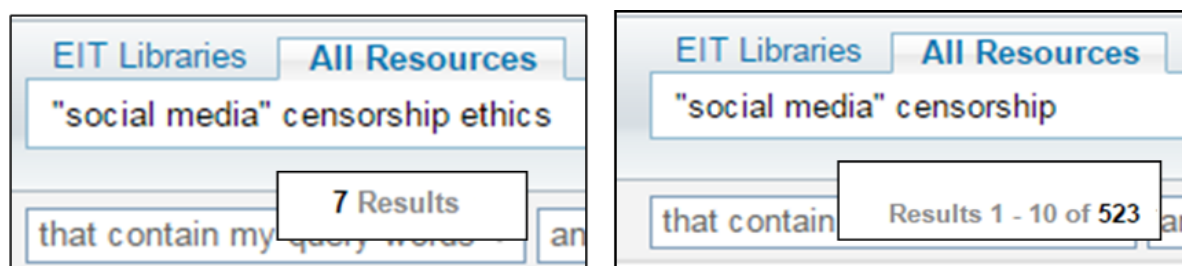 EIT Libraries All Resources
"social media" censorship ethics
7 Results
that contain my query words an
EIT Libraries All Resources
"social media" censorship
Results 1 - 10 of 523
that contain